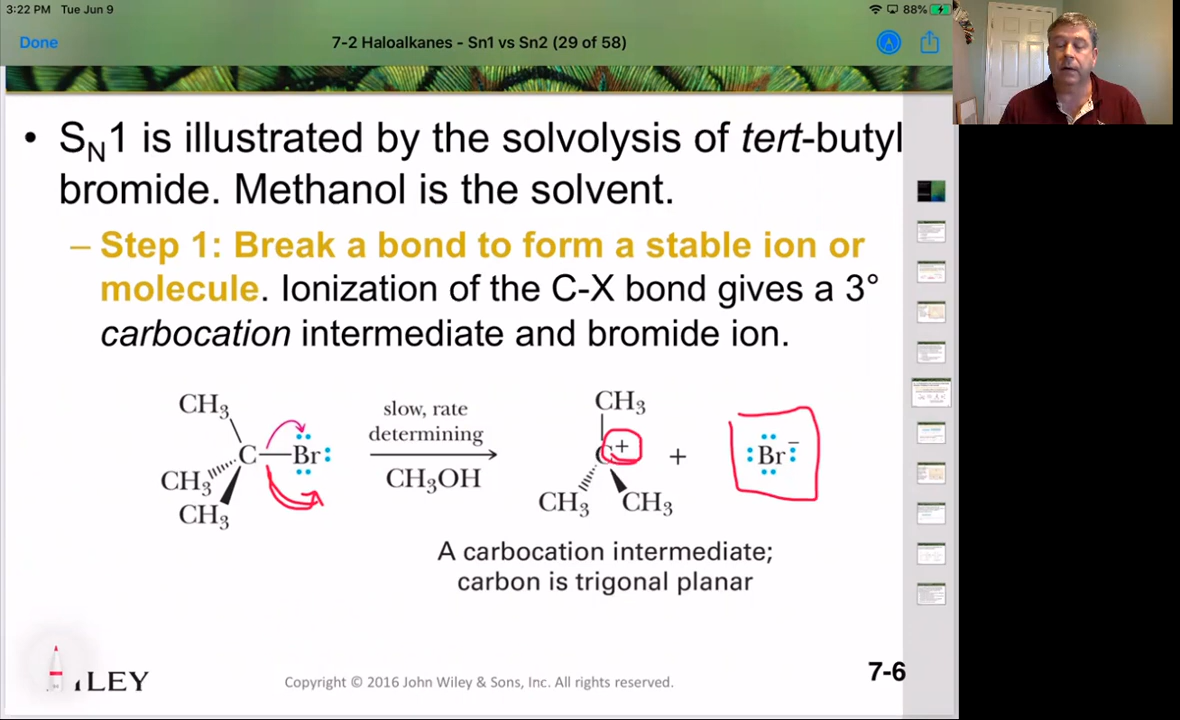 3:22 PM Tue Jun 9
88%
Done
7-2 Haloalkanes - Sn1 vs Sn2 (29 of 58)
• SN1 is illustrated by the solvolysis of tert-butyl
bromide. Methanol is the solvent.
– Step 1: Break a bond to form a stable ion or
molecule. Ionization of the C-X bond gives a 3°
carbocation intermediate and bromide ion.
CH3
CH3
CH3
C
Br
slow, rate
determining
CH3OH
CH3
C+
CH3
CH3
+
Br−
A carbocation intermediate;
carbon is trigonal planar
Copyright © 2016 John Wiley & Sons, Inc. All rights reserved.
7-6